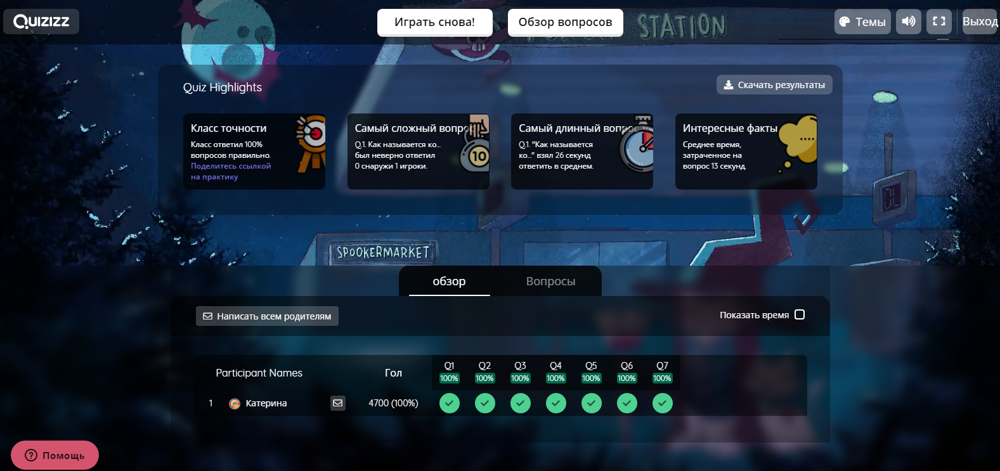 QUIZIZZ
Играть снова!
Обзор вопросов
STATION
Темы
Выход
Quiz Highlights
Скачать результаты
Класс точности
Класс ответил 100%
вопросов правильно.
Поделитесь ссылкой
на практику
Самый сложный вопрос
Q.1. Как называется ко...
был неверно ответил
0 снаружи 1 игроки.
10
Самый длинный вопрос
Q.1. "Как называется
ко..." взял 26 секунд
ответить в среднем.
Интересные факты
Среднее время,
затраченное на
вопрос 13 секунд.
SPOOKERMARKET
обзор
Вопросы
Написать всем родителям
Показать время
Participant Names
Гол
Q1 Q2 Q3 Q4 Q5 Q6 Q7
100% 100% 100% 100% 100% 100% 100%
1 Катерина 4700 (100%)
Помощь